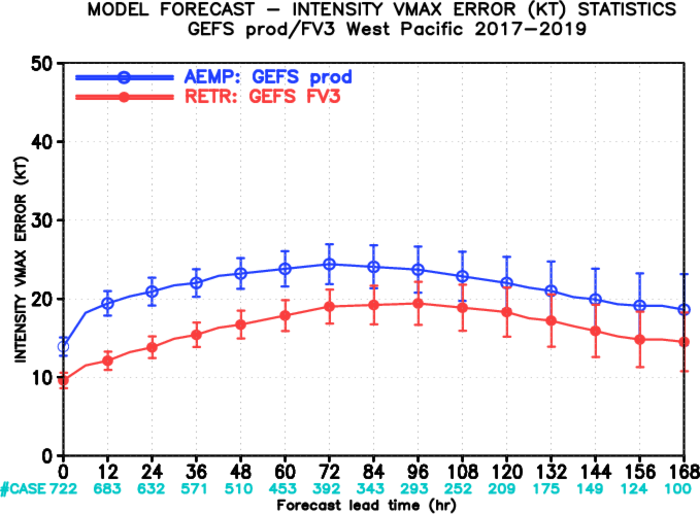 MODEL FORECAST – INTENSITY VMAX ERROR (KT) STATISTICS
GEFS prod/FV3 West Pacific 2017–2019
AEMP: GEFS prod
RETR: GEFS FV3
INTENSITY VMAX ERROR (KT)
50
40
30
20
10
0
0 12 24 36 48 60 72 84 96 108 120 132 144 156 168
#CASE 722 683 632 571 510 453 392 343 293 252 209 175 149 124 100
Forecast lead time (hr)